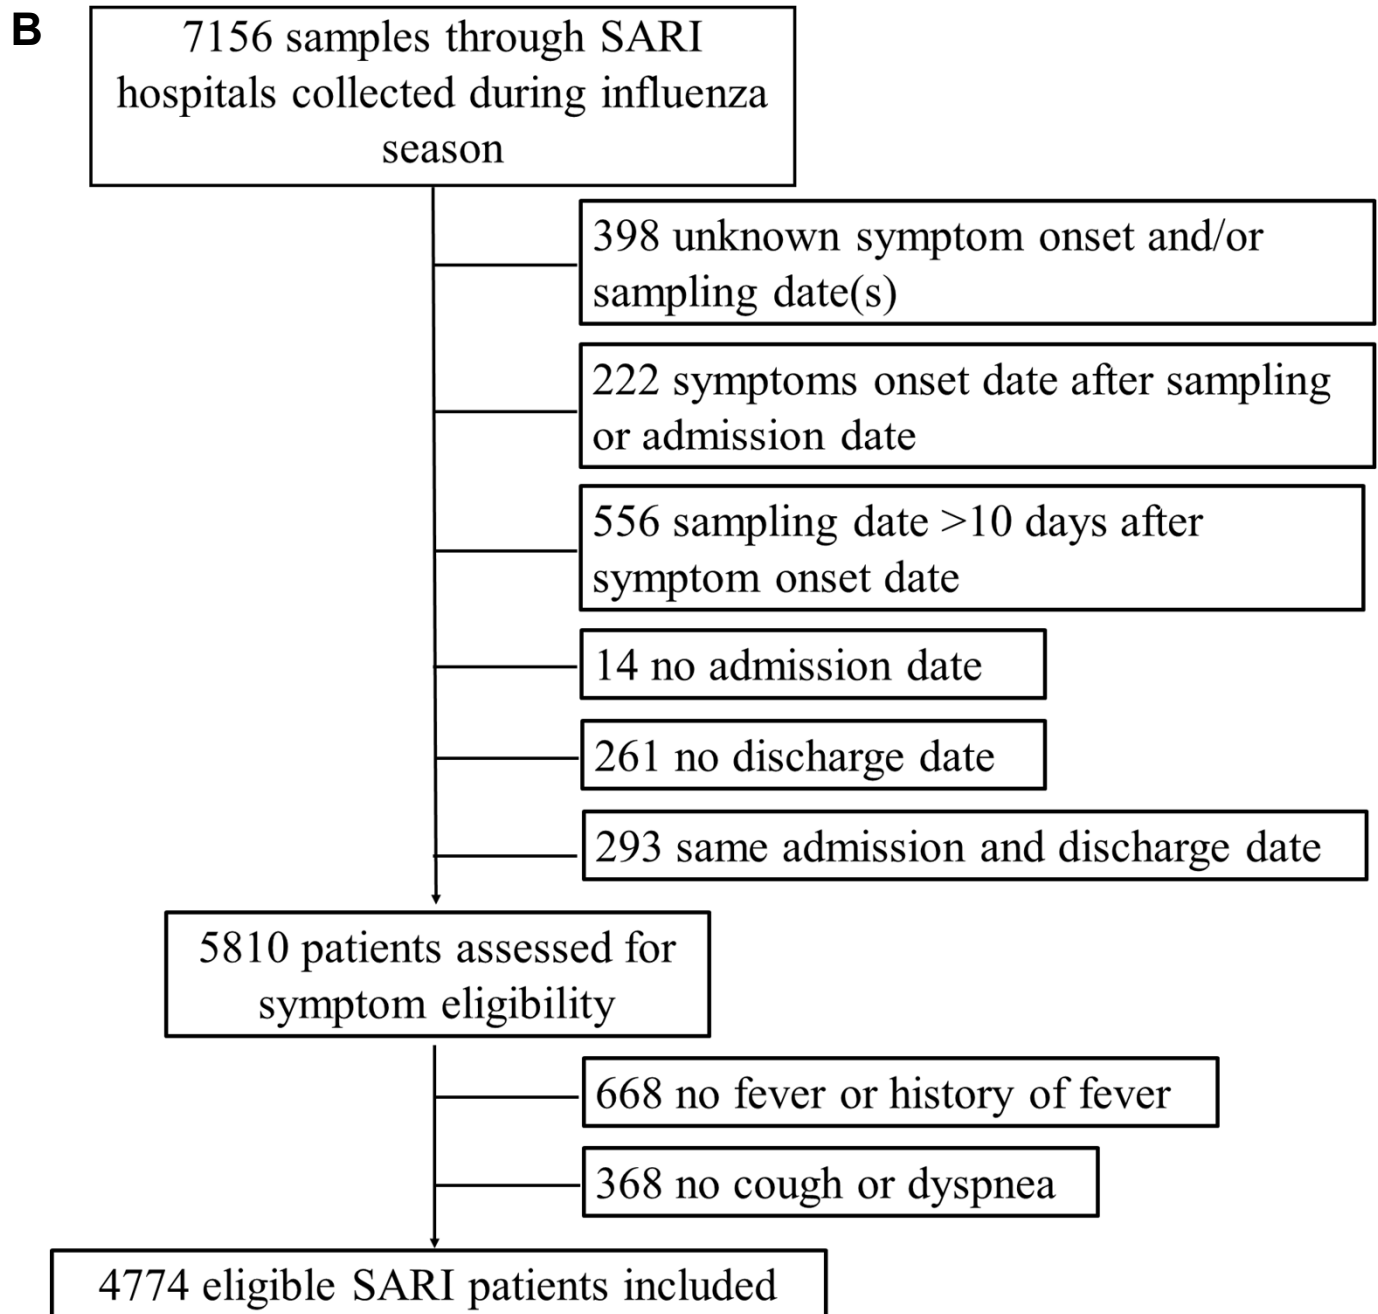 B
7156 samples through SARI
hospitals collected during influenza
season
398 unknown symptom onset and/or
sampling date(s)
222 symptoms onset date after sampling
or admission date
556 sampling date >10 days after
symptom onset date
14 no admission date
261 no discharge date
293 same admission and discharge date
5810 patients assessed for
symptom eligibility
668 no fever or history of fever
368 no cough or dyspnea
4774 eligible SARI patients included